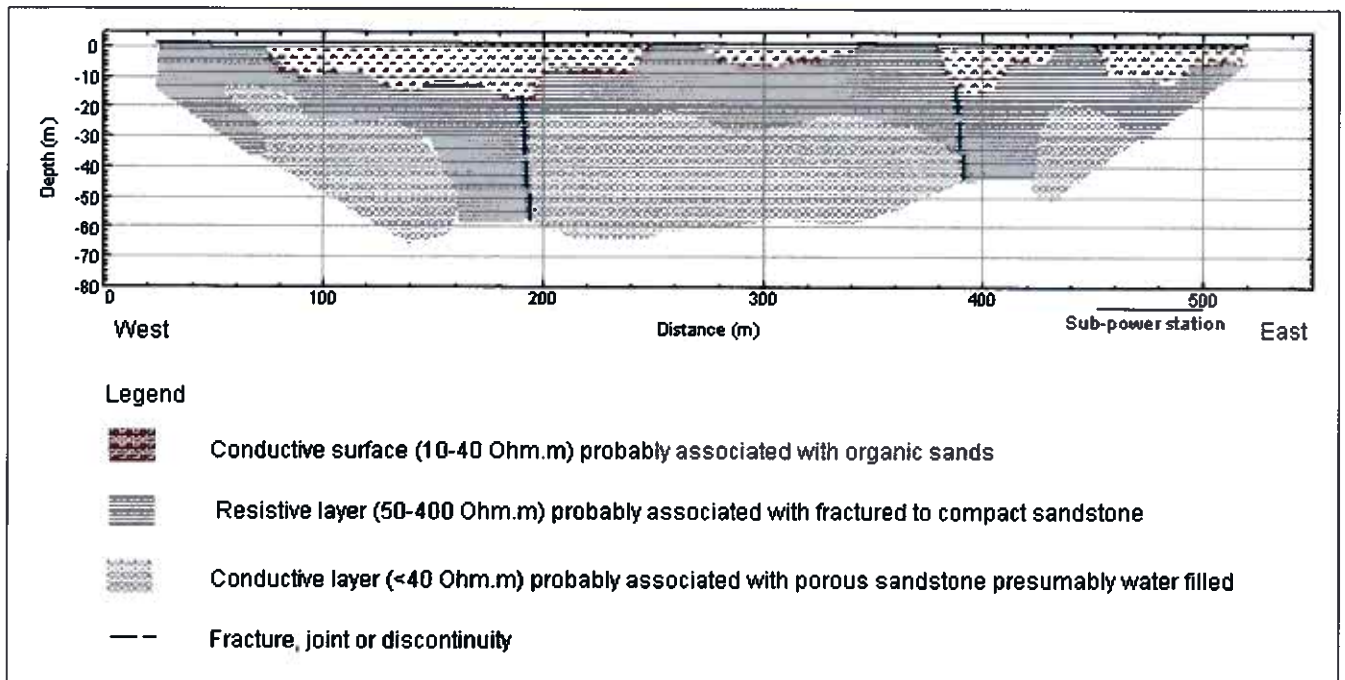 0
-10
-20
-30
-40
-50
-60
-70
-80
Depth (m)
0 100 200 300 400 500
West Distance (m) Sub-power station East
Legend
Conductive surface (10-40 Ohm.m) probably associated with organic sands
Resistive layer (50-400 Ohm.m) probably associated with fractured to compact sandstone
Conductive layer (<40 Ohm.m) probably associated with porous sandstone presumably water filled
Fracture, joint or discontinuity